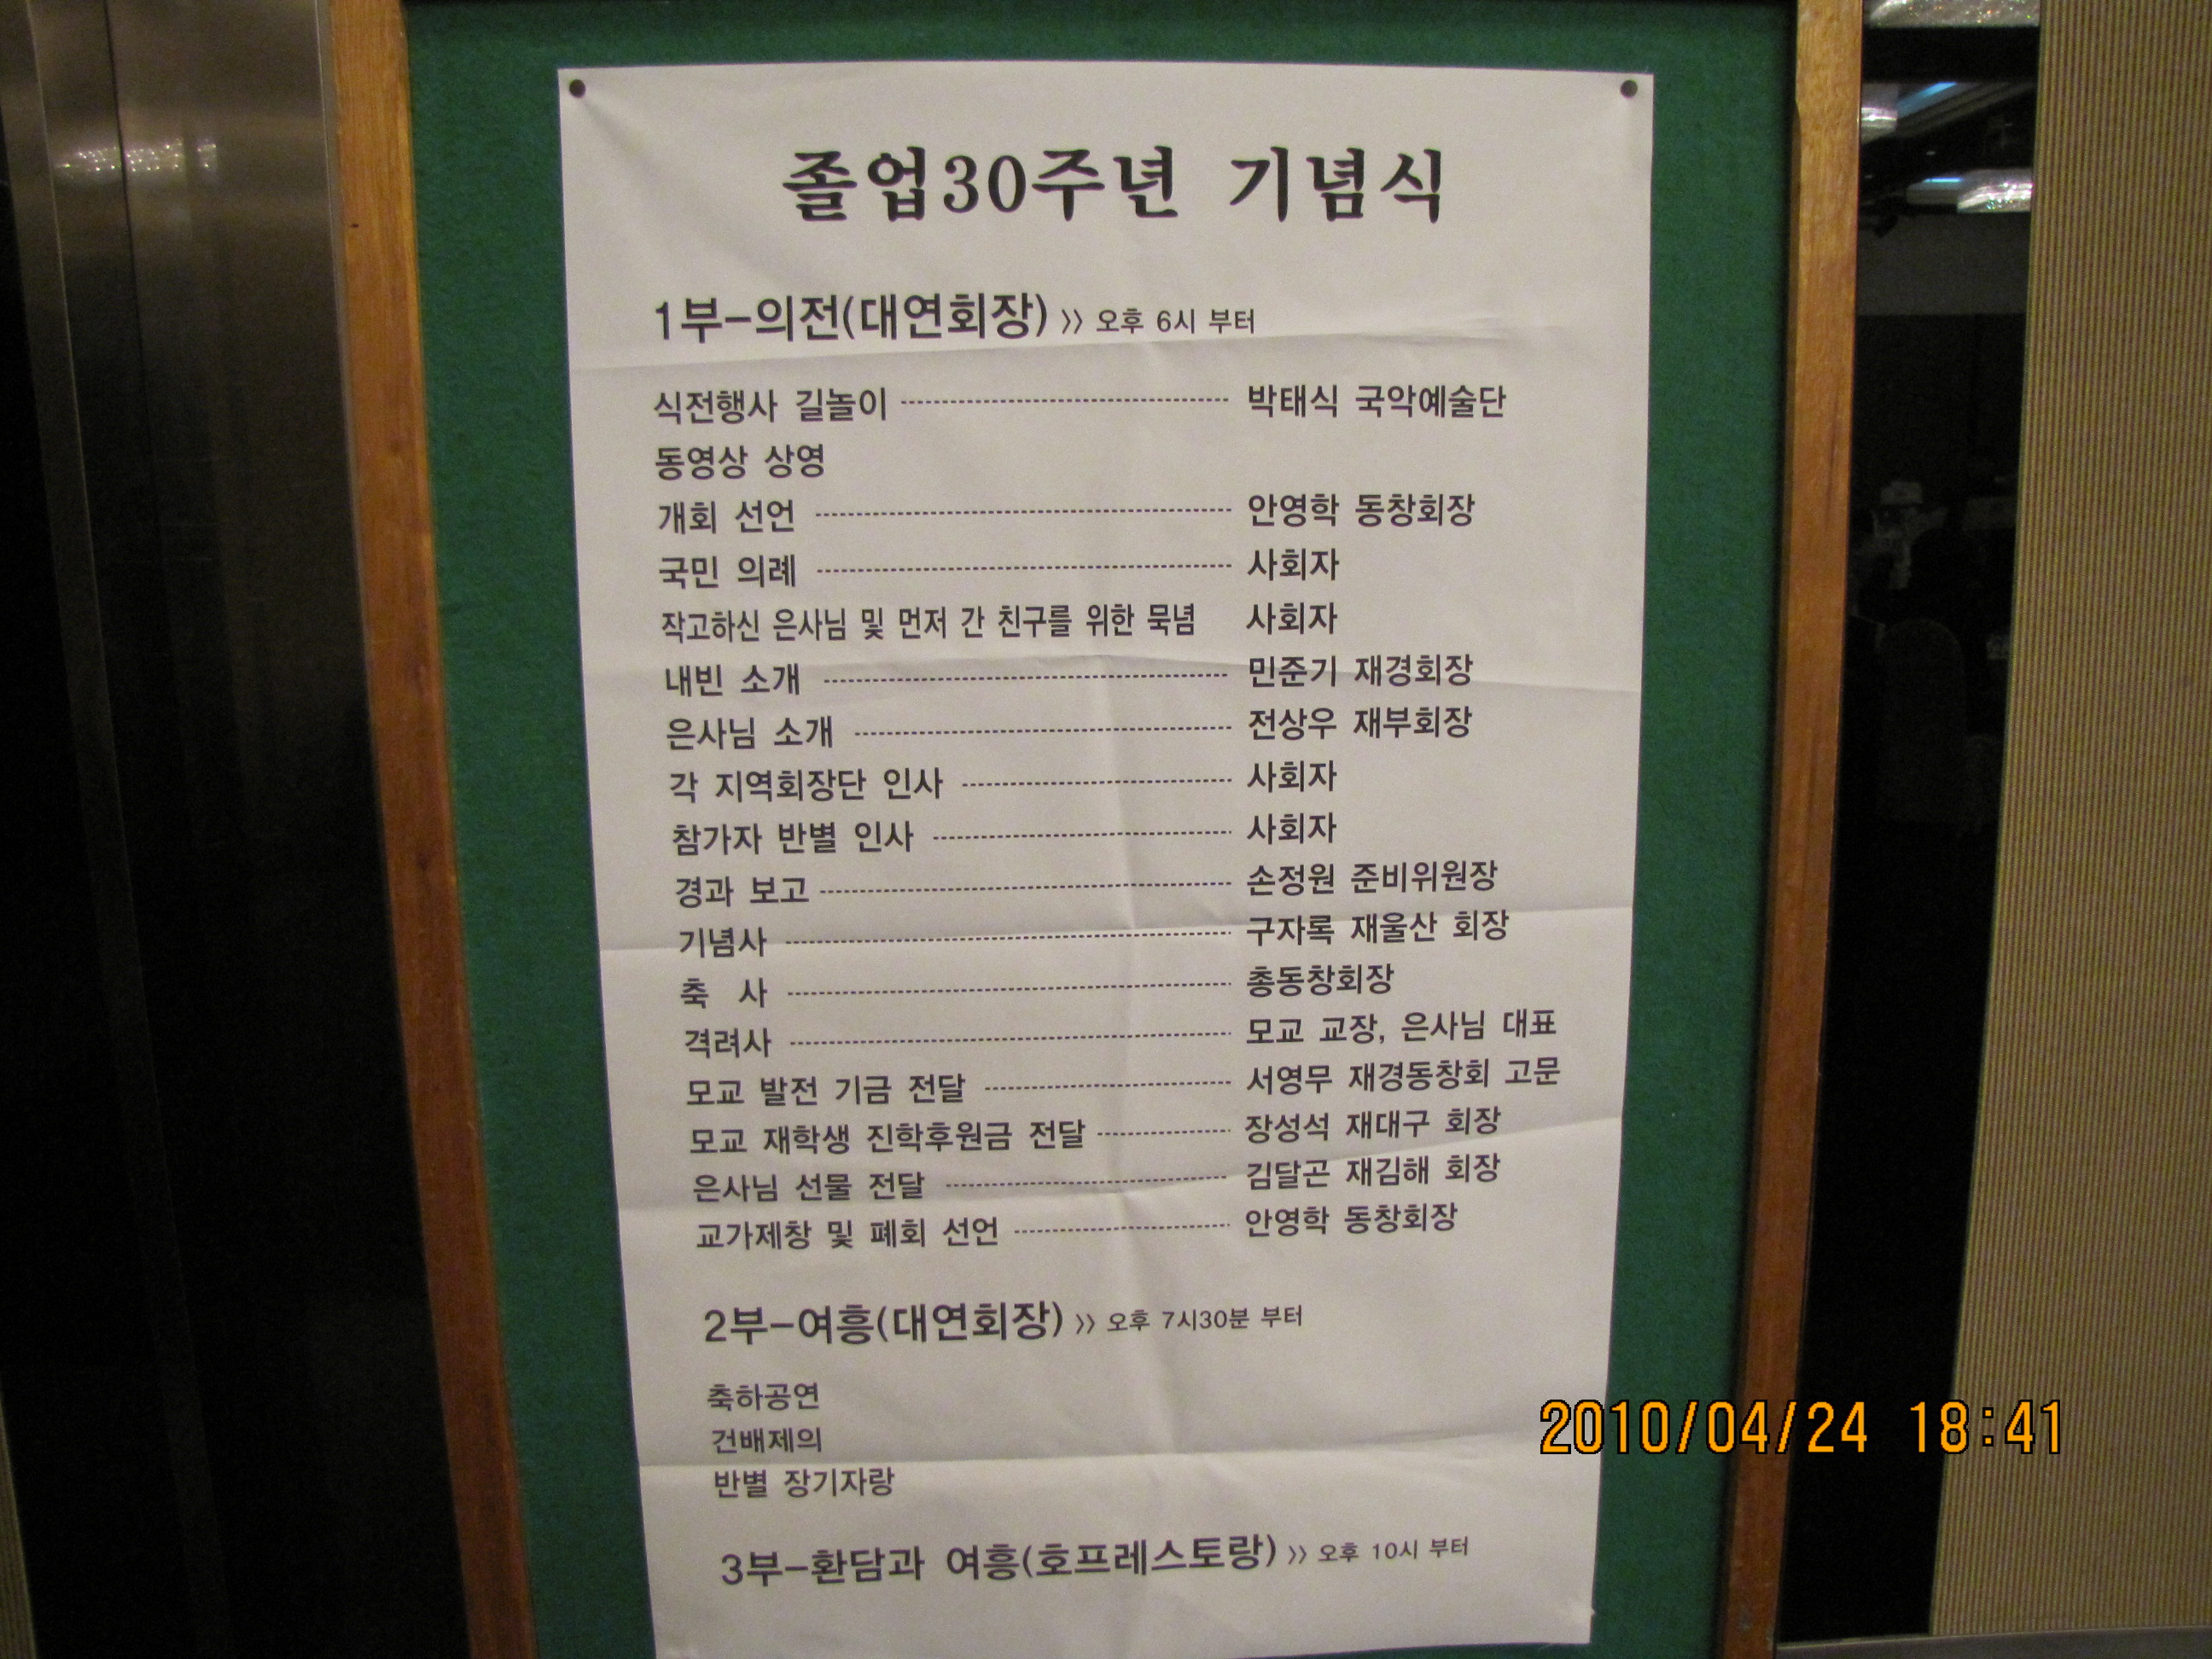 졸업30주년 기념식
1부-의전(대연회장) 》 오후 6시 부터
식전행사 길놀이 ------------------------ 박태식 국악예술단
동영상 상영
개회 선언 ------------------------ 안영학 동창회장
국민 의례 ------------------------ 사회자
작고하신 은사님 및 먼저 간 친구를 위한 묵념 사회자
내빈 소개 ------------------------ 민준기 재경회장
은사님 소개 ------------------------ 전상우 재부회장
각 지역회장단 인사 ------------------------ 사회자
참가자 반별 인사 ------------------------ 사회자
경과 보고 ------------------------ 손정원 준비위원장
기념사 ------------------------ 구자록 재울산 회장
축 사 ------------------------ 총동창회장
격려사 ------------------------ 모교 교장, 은사님 대표
모교 발전 기금 전달 ------------------------ 서영무 재경동창회 고문
모교 재학생 진학후원금 전달 ------------------------ 장성석 재대구 회장
은사님 선물 전달 ------------------------ 김달곤 재김해 회장
교가제창 및 폐회 선언 ------------------------ 안영학 동창회장
2부-여흥(대연회장) 》 오후 7시30분 부터
축하공연
건배제의
반별 장기자랑
3부-환담과 여흥(호프레스토랑) 》 오후 10시 부터
2010/04/24 18:41